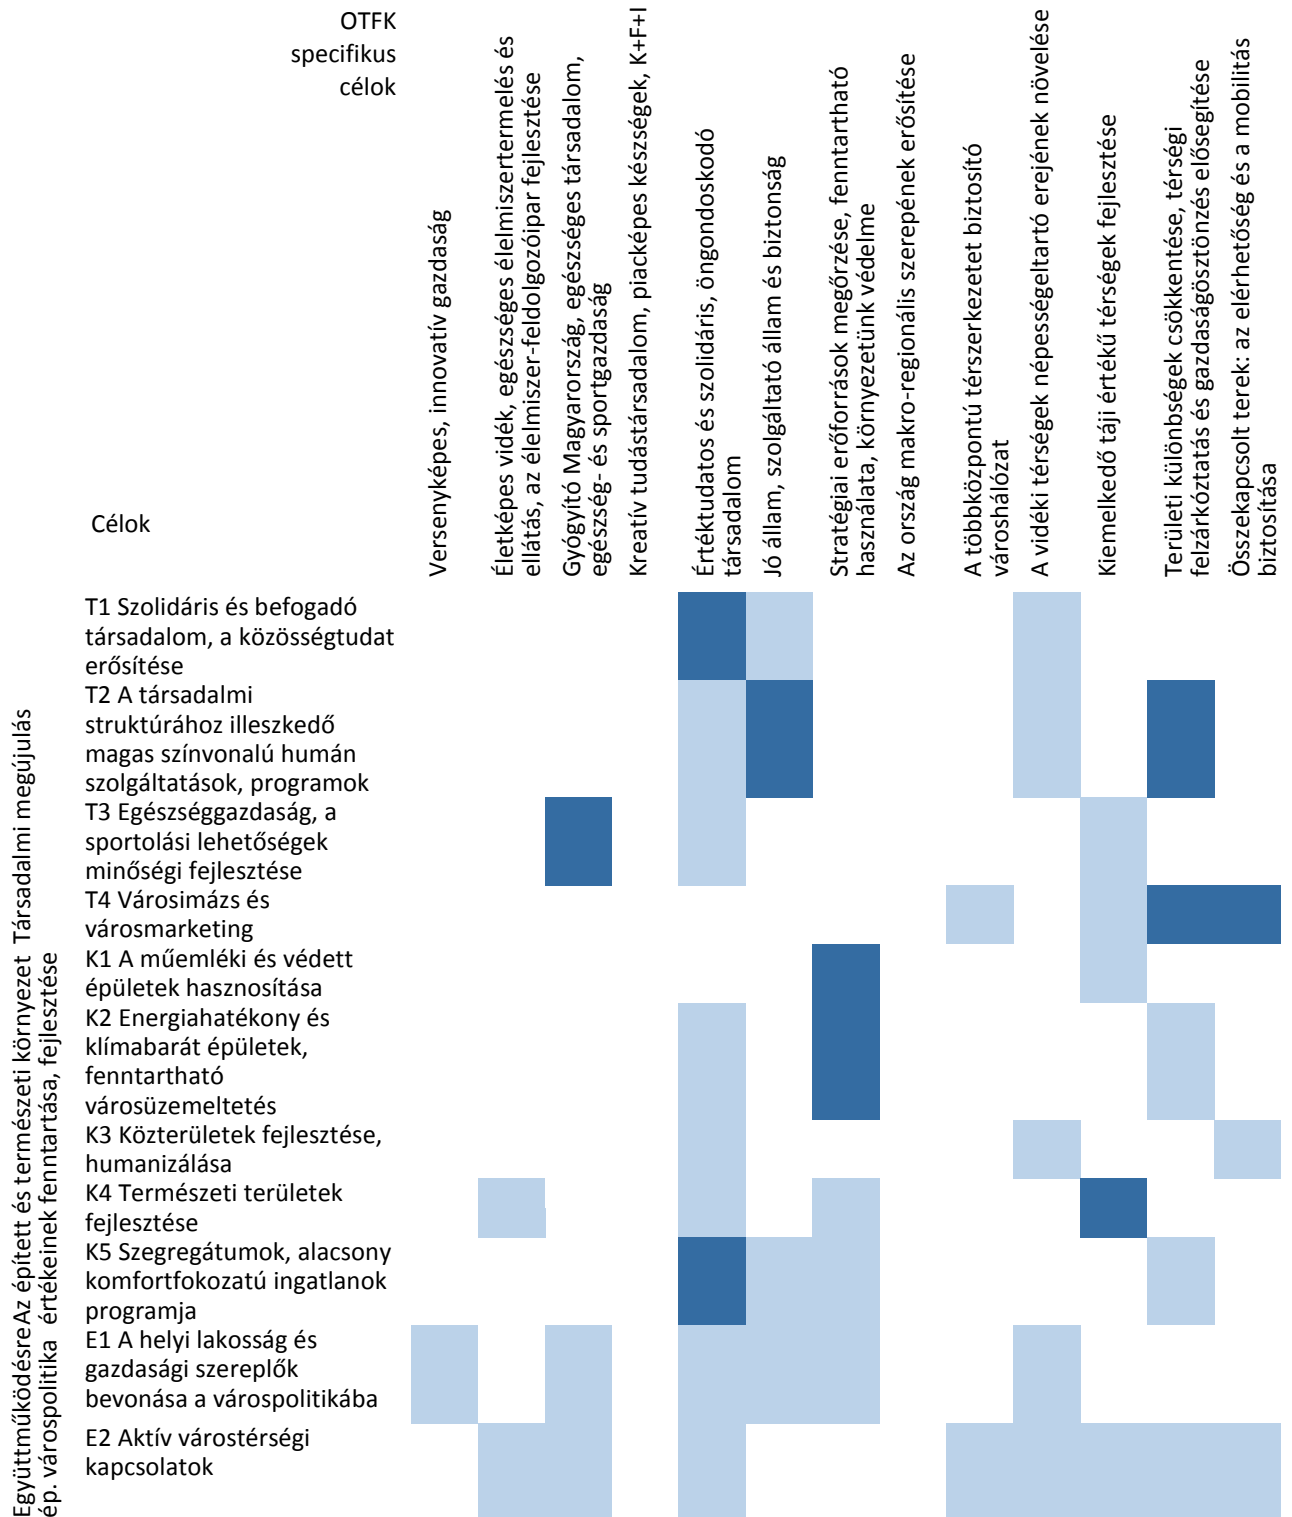 OTFK
specifikus
célok
Célok
Versenyképes, innovatív gazdaság
Életképes vidék, egészséges élelmiszertermelés és
ellátás, az élelmiszer-feldolgozóipar fejlesztése
Gyógyító Magyarország, egészséges társadalom,
egészség- és sportgazdaság
Kreatív tudástársadalom, piacképes készségek, K+F+I
Értéktudatos és szolidáris, öngondoskodó
társadalom
Jó állam, szolgáltató állam és biztonság
Stratégiai erőforrások megőrzése, fenntartható
használata, környezetünk védelme
Az ország makro-regionális szerepének erősítése
A többközpontú térszerkezetet biztosító
városhálózat
A vidéki térségek népességeltartó erejének növelése
Kiemelkedő táji értékű térségek fejlesztése
Területi különbségek csökkentése, térségi
felzárkóztatás és gazdaságösztönzés elősegítése
Összekapcsolt terek: az elérhetőség és a mobilitás
biztosítása
Társadalmi megújulás
T1 Szolidáris és befogadó
társadalom, a közösségtudat
erősítése
T2 A társadalmi
struktúrához illeszkedő
magas színvonalú humán
szolgáltatások, programok
T3 Egészséggazdaság, a
sportolási lehetőségek
minőségi fejlesztése
T4 Városimázs és
városmarketing
Az épített és természeti környezet
értékeinek fenntartása, fejlesztése
K1 A műemléki és védett
épületek hasznosítása
K2 Energiahatékony és
klímabarát épületek,
fenntartható
városüzemeltetés
K3 Közterületek fejlesztése,
humanizálása
K4 Természeti területek
fejlesztése
K5 Szegregátumok, alacsony
komfortfokozatú ingatlanok
programja
Együttműködésre
ép. várospolitika
E1 A helyi lakosság és
gazdasági szereplők
bevonása a várospolitikába
E2 Aktív várostérségi
kapcsolatok